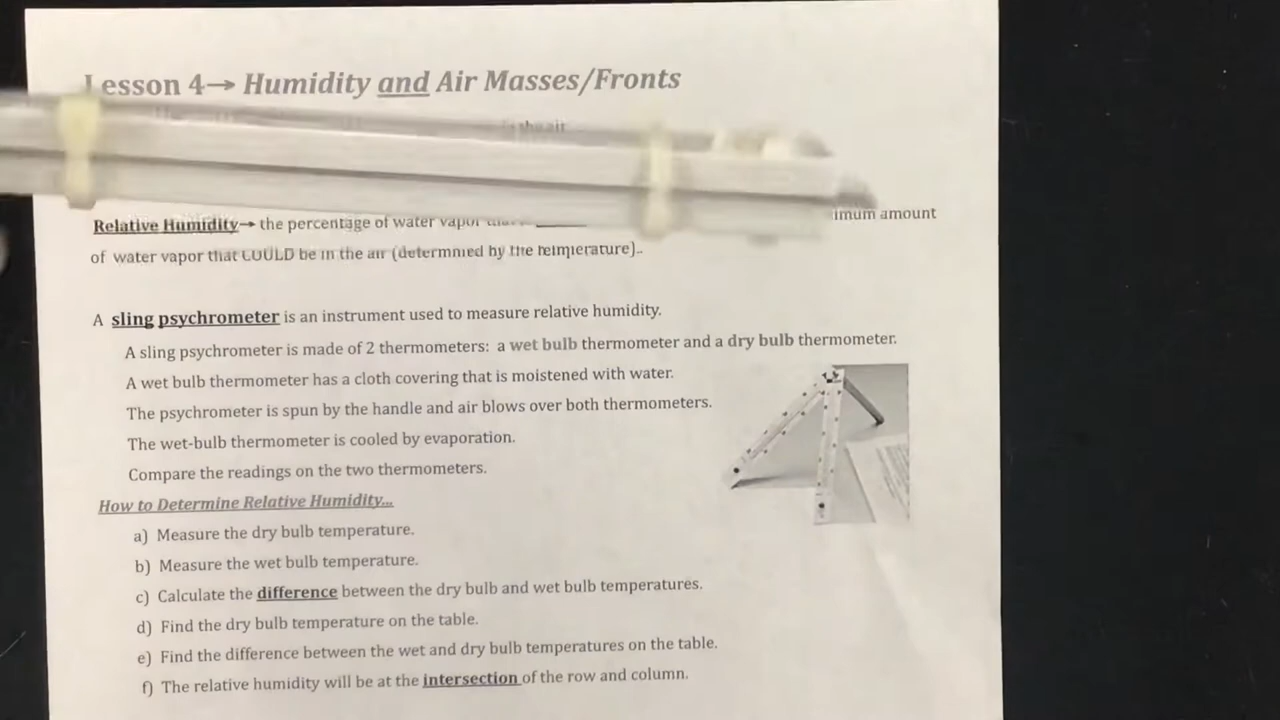 Lesson 4→ Humidity and Air Masses/Fronts
the air
Relative Humidity→ the percentage of water vapor amount
of water vapor that COULD be in the air (determined by the temperature)..
A sling psychrometer is an instrument used to measure relative humidity.
A sling psychrometer is made of 2 thermometers: a wet bulb thermometer and a dry bulb thermometer.
A wet bulb thermometer has a cloth covering that is moistened with water.
The psychrometer is spun by the handle and air blows over both thermometers.
The wet-bulb thermometer is cooled by evaporation.
Compare the readings on the two thermometers.
How to Determine Relative Humidity...
a) Measure the dry bulb temperature.
b) Measure the wet bulb temperature.
c) Calculate the difference between the dry bulb and wet bulb temperatures.
d) Find the dry bulb temperature on the table.
e) Find the difference between the wet and dry bulb temperatures on the table.
f) The relative humidity will be at the intersection of the row and column.